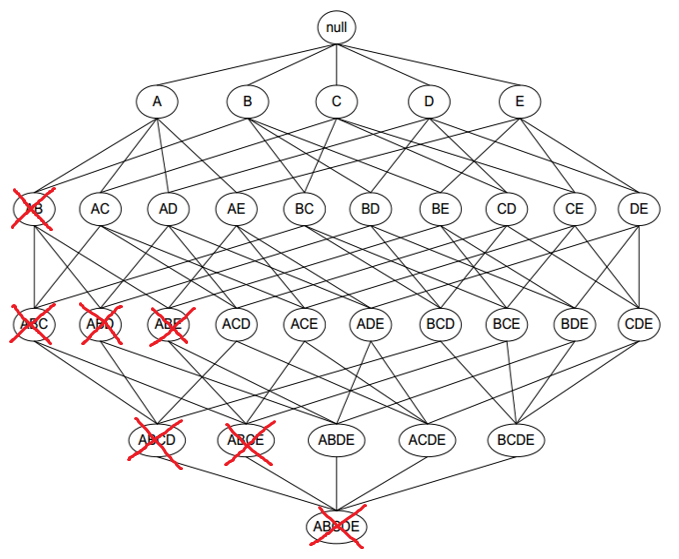 null
A B C D E
AB AC AD AE BC BD BE CD CE DE
ABC ABD ABE ACD ACE ADE BCD BCE BDE CDE
ABCD ABCE ABDE ACDE BCDE
ABCDE